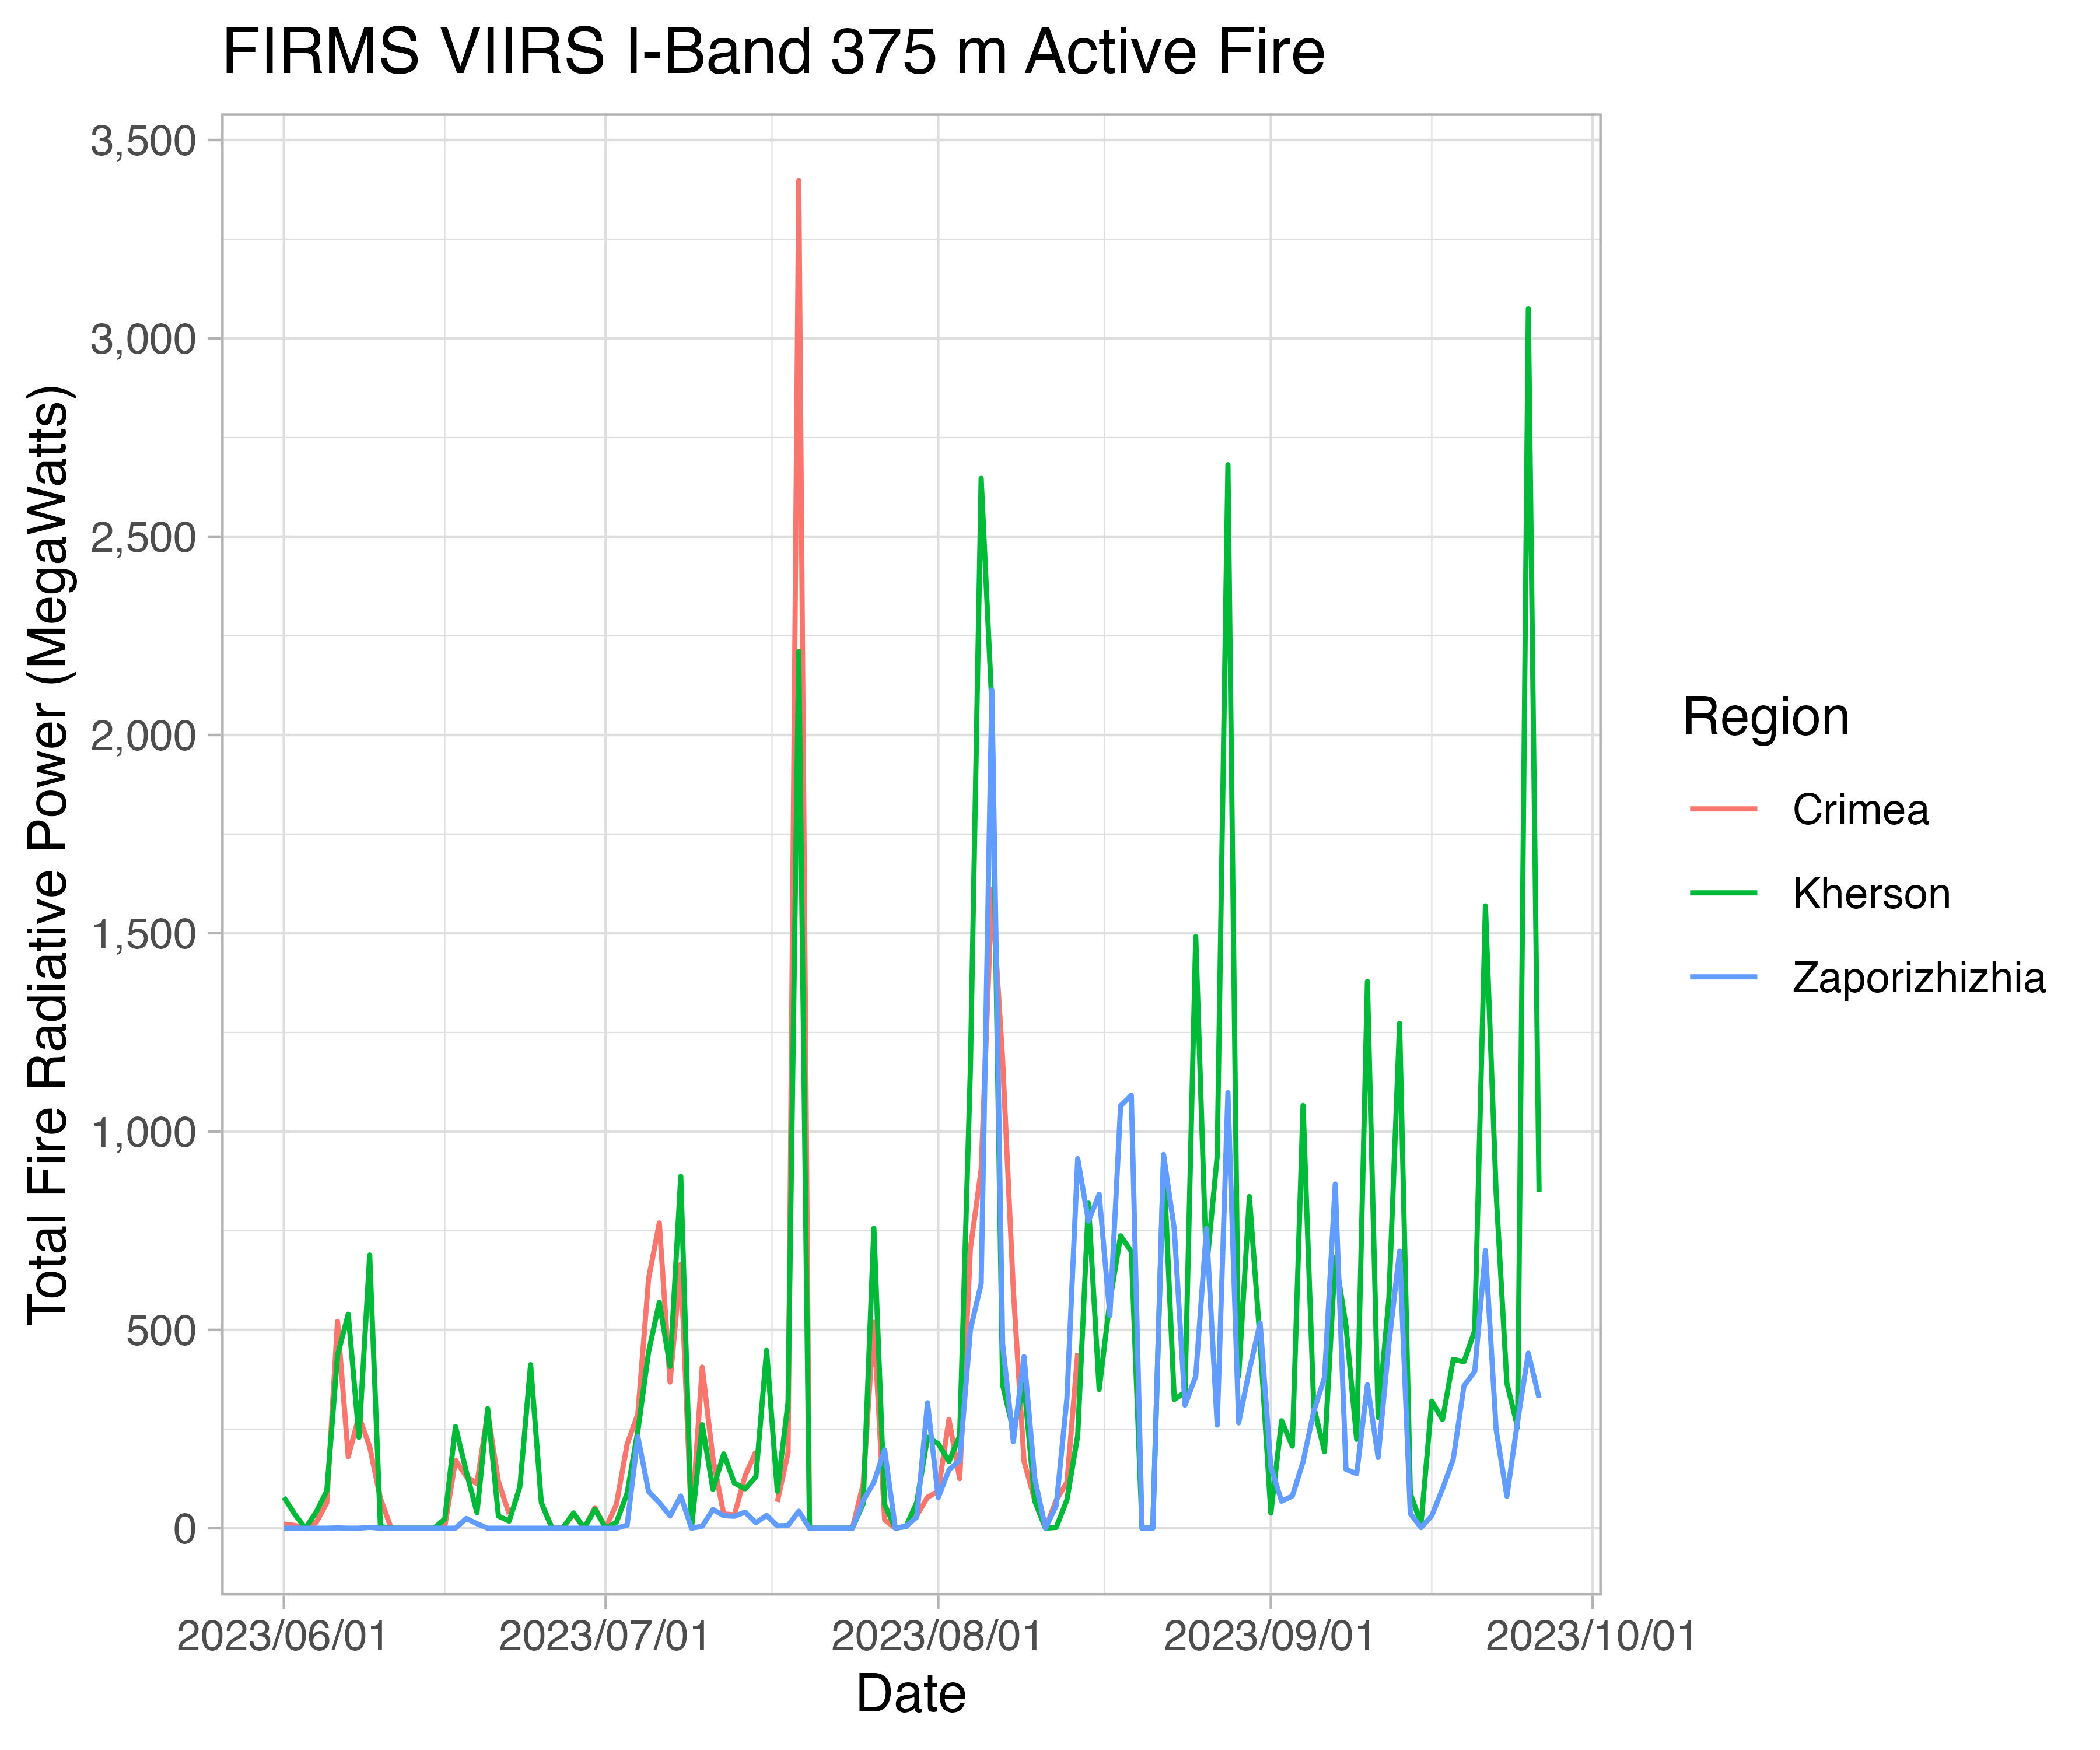 FIRMS VIIRS I-Band 375 m Active Fire
Total Fire Radiative Power (MegaWatts)
3,500
3,000
2,500
2,000
1,500
1,000
500
0
2023/06/01
2023/07/01
2023/08/01
2023/09/01
2023/10/01
Date
Region
Crimea
Kherson
Zaporizhizhia